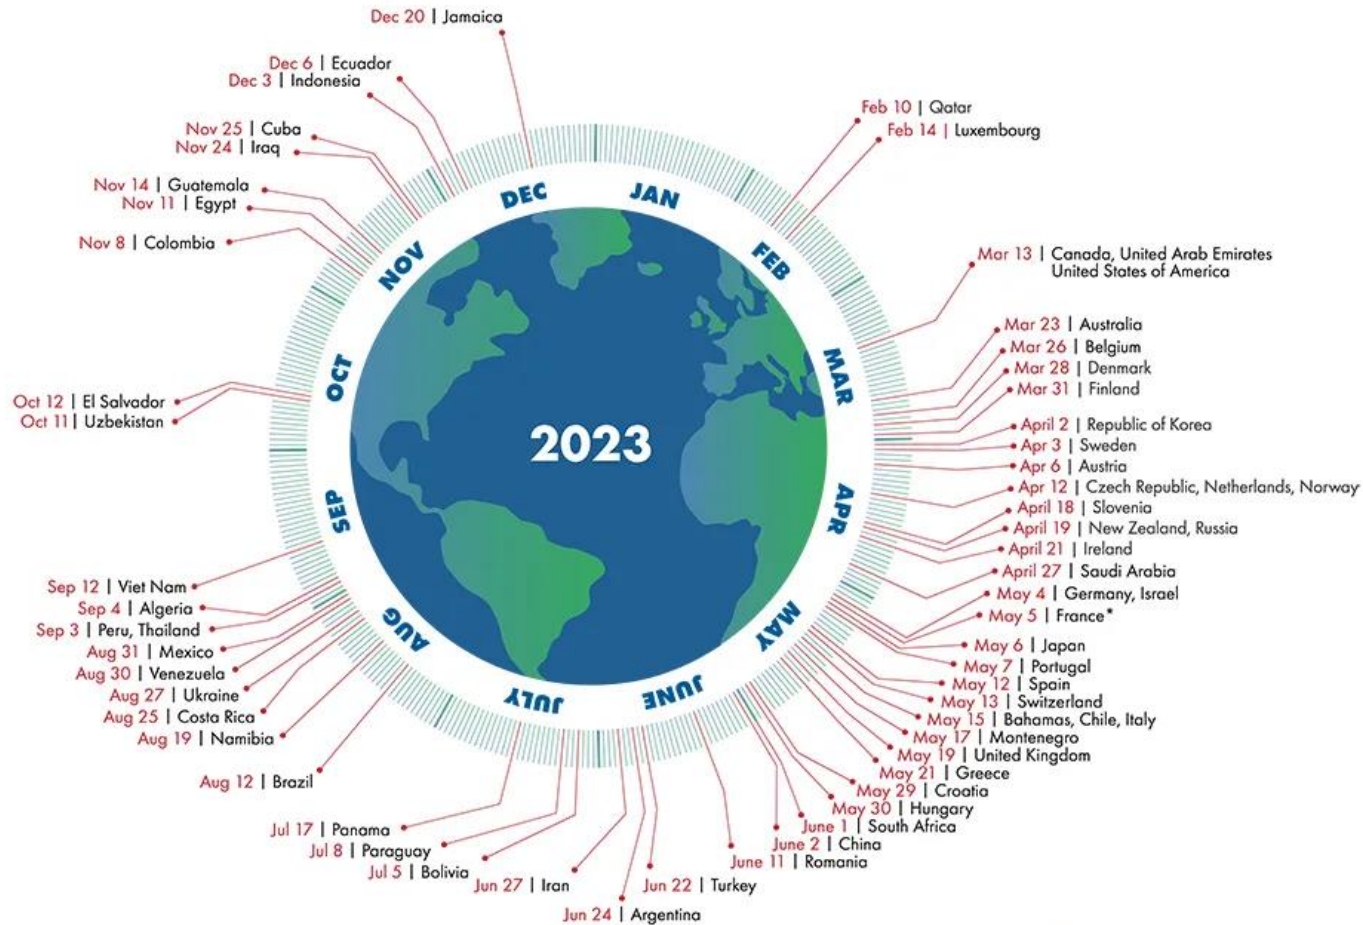 Dec 20 | Jamaica
Dec 6 | Ecuador
Dec 3 | Indonesia
Nov 25 | Cuba
Nov 24 | Iraq
Nov 14 | Guatemala
Nov 11 | Egypt
Nov 8 | Colombia
Oct 12 | El Salvador
Oct 11 | Uzbekistan
Sep 12 | Viet Nam
Sep 4 | Algeria
Sep 3 | Peru, Thailand
Aug 31 | Mexico
Aug 30 | Venezuela
Aug 27 | Ukraine
Aug 25 | Costa Rica
Aug 19 | Namibia
Aug 12 | Brazil
Jul 17 | Panama
Jul 8 | Paraguay
Jul 5 | Bolivia
Jun 27 | Iran
Jun 24 | Argentina
Jun 22 | Turkey
Feb 10 | Qatar
Feb 14 | Luxembourg
Mar 13 | Canada, United Arab Emirates
United States of America
Mar 23 | Australia
Mar 26 | Belgium
Mar 28 | Denmark
Mar 31 | Finland
April 2 | Republic of Korea
Apr 3 | Sweden
Apr 6 | Austria
Apr 12 | Czech Republic, Netherlands, Norway
April 18 | Slovenia
April 19 | New Zealand, Russia
April 21 | Ireland
April 27 | Saudi Arabia
May 4 | Germany, Israel
May 5 | France*
May 6 | Japan
May 7 | Portugal
May 12 | Spain
May 13 | Switzerland
May 15 | Bahamas, Chile, Italy
May 17 | Montenegro
May 19 | United Kingdom
May 21 | Greece
May 29 | Croatia
May 30 | Hungary
June 1 | South Africa
June 2 | China
June 11 | Romania
JAN
FEB
MAR
APR
MAY
JUNE
JULY
AUG
SEP
OCT
NOV
DEC
2023